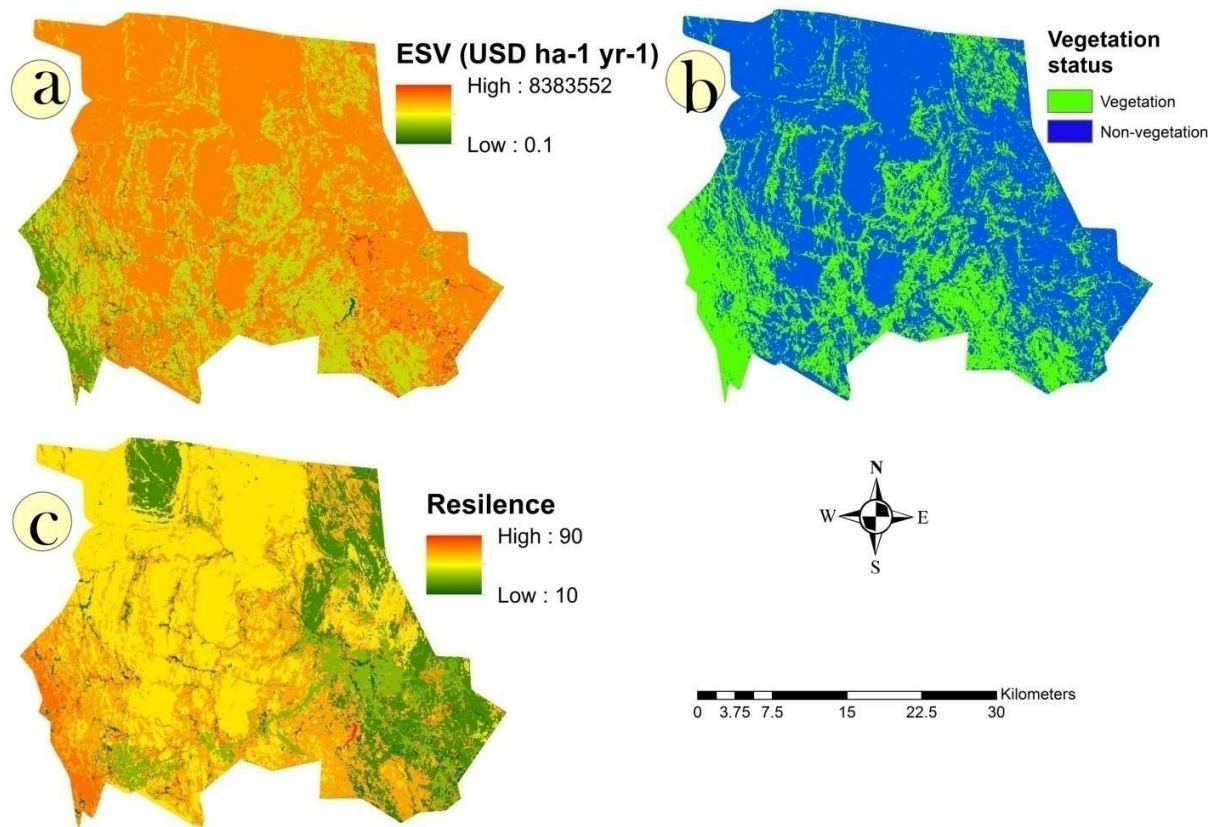 a
ESV (USD ha-1 yr-1)
High : 8383552
Low : 0.1
b
Vegetation
status
Vegetation
Non-vegetation
c
Resilence
High : 90
Low : 10
N
W
E
S
Kilometers
0 3.75 7.5 15 22.5 30